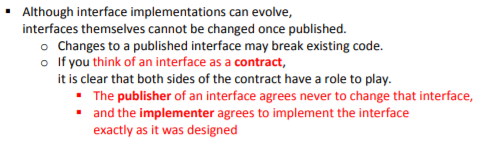 ▪ Although interface implementations can evolve,
interfaces themselves cannot be changed once published.
o Changes to a published interface may break existing code.
o If you think of an interface as a contract,
it is clear that both sides of the contract have a role to play.
▪ The publisher of an interface agrees never to change that interface,
▪ and the implementer agrees to implement the interface
exactly as it was designed